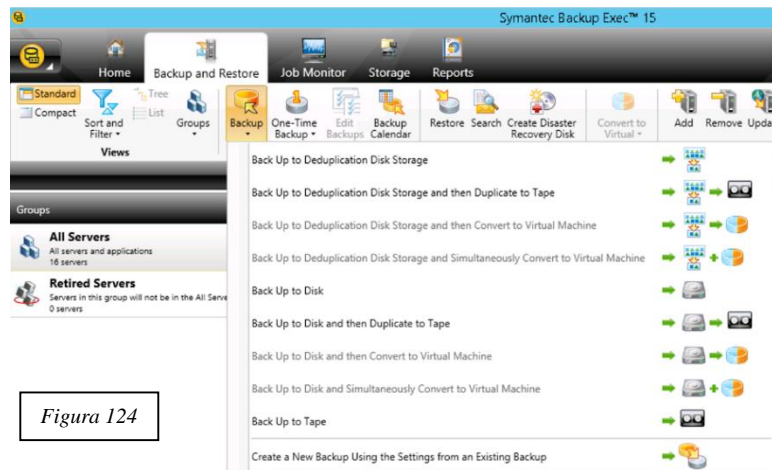 Symantec Backup Exec™ 15
Home Backup and Restore Job Monitor Storage Reports
Standard
Compact
Sort and Filter
Tree
List
Groups
Views
Backup
One-Time Backup
Edit Backups
Backup Calendar
Restore
Search
Create Disaster Recovery Disk
Convert to Virtual
Add
Remove
Upda
Groups
All Servers
All servers and applications
16 servers
Retired Servers
Servers in this group will not be in the All Serve
0 servers
Back Up to Deduplication Disk Storage
Back Up to Deduplication Disk Storage and then Duplicate to Tape
Back Up to Deduplication Disk Storage and then Convert to Virtual Machine
Back Up to Deduplication Disk Storage and Simultaneously Convert to Virtual Machine
Back Up to Disk
Back Up to Disk and then Duplicate to Tape
Back Up to Disk and then Convert to Virtual Machine
Back Up to Disk and Simultaneously Convert to Virtual Machine
Back Up to Tape
Create a New Backup Using the Settings from an Existing Backup
Figura 124